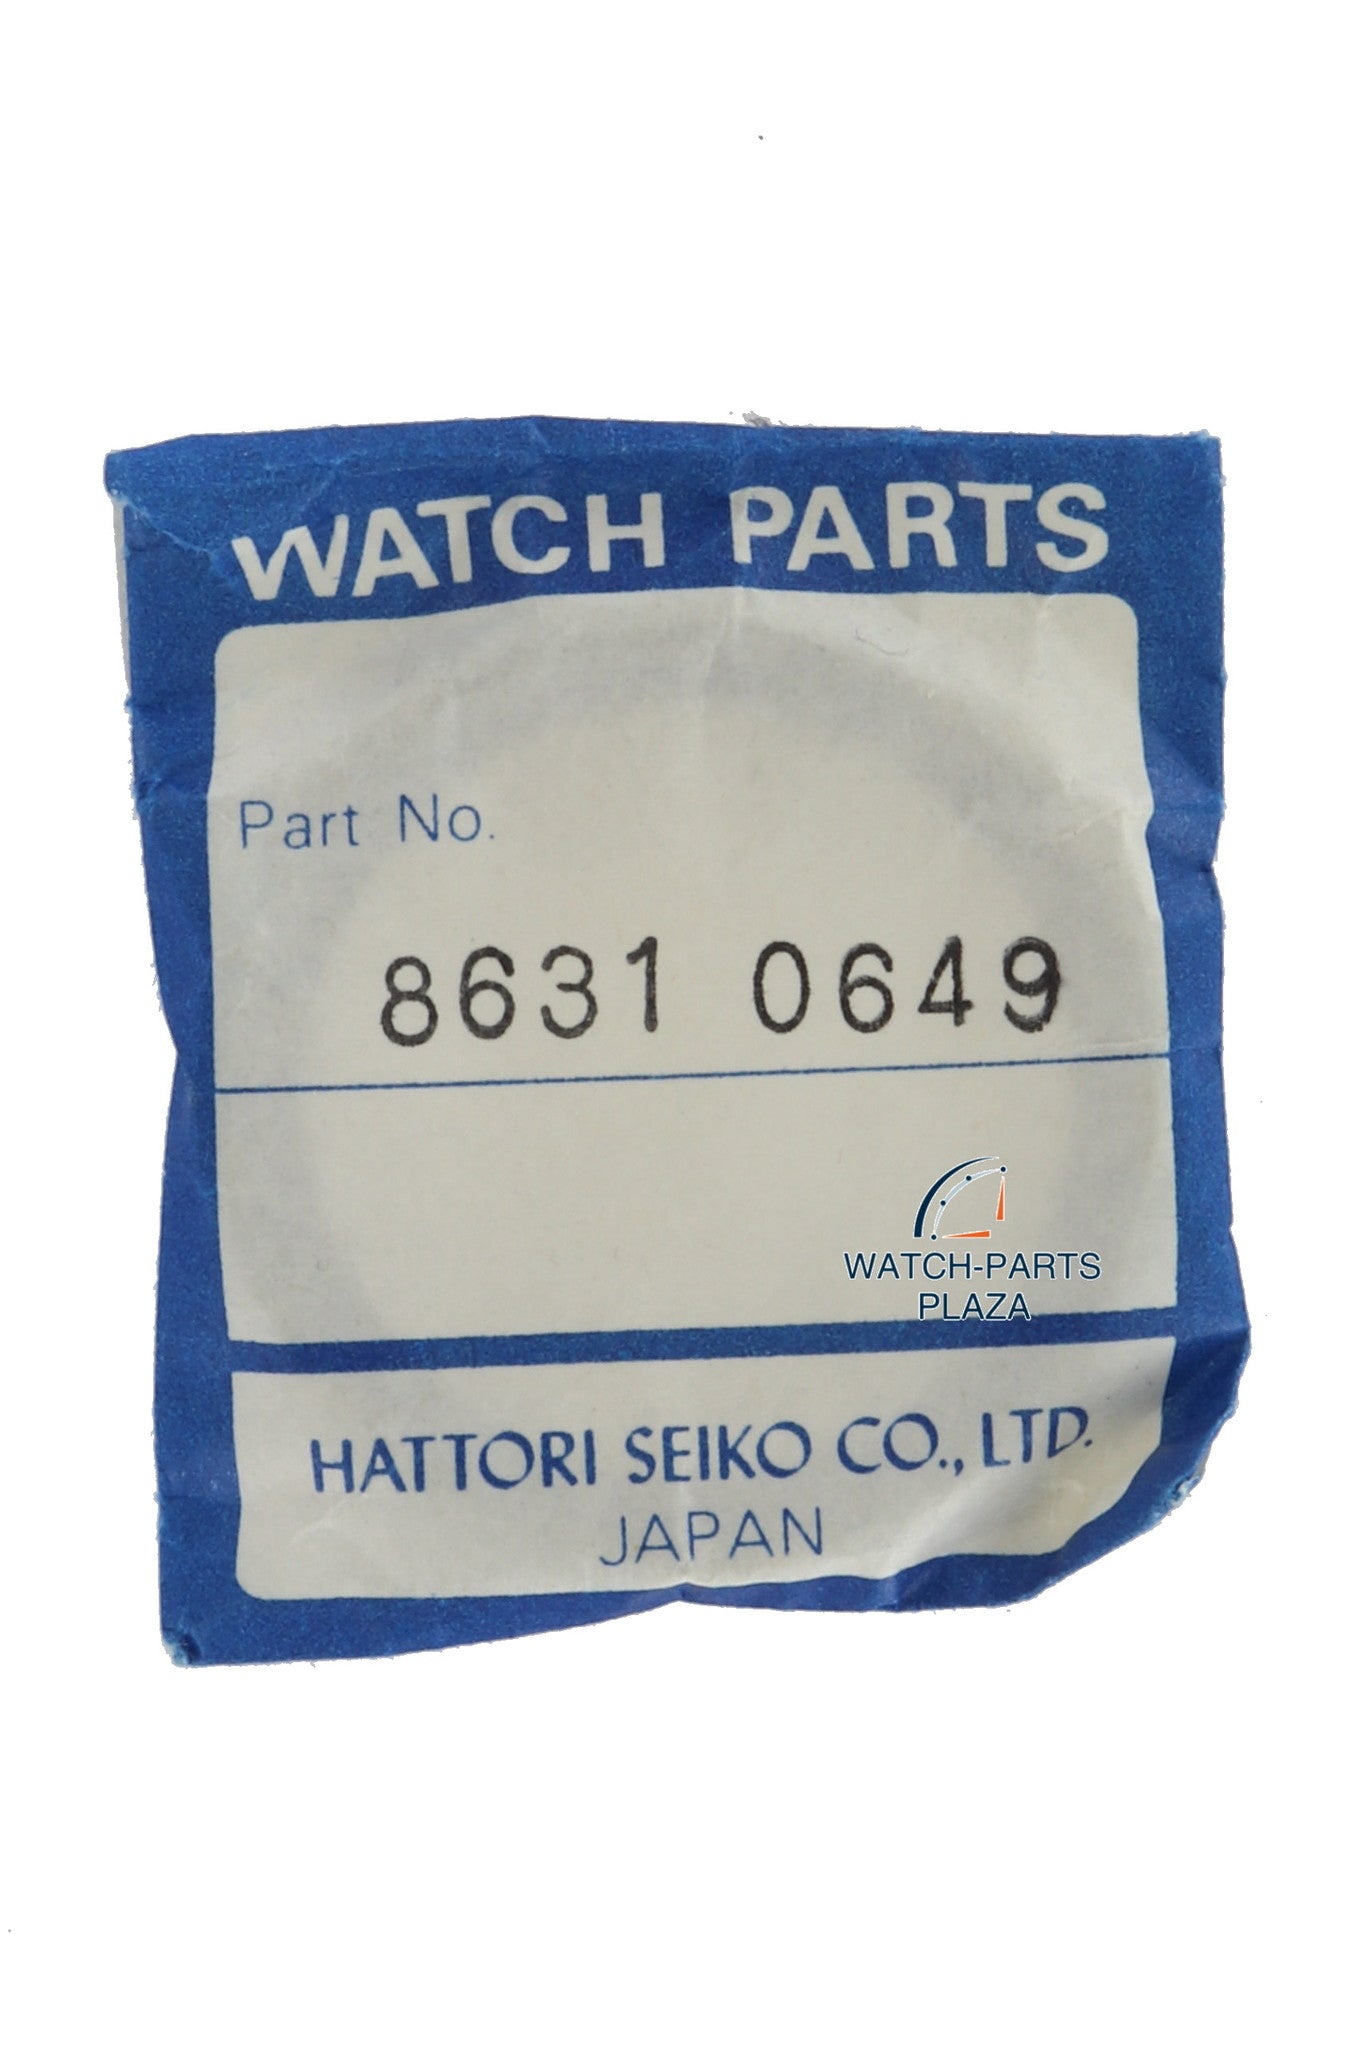 WATCH PARTS
Part No.
8631 0649
WATCH-PARTS
PLAZA
HATTORI SEIKO CO., LTD.
JAPAN